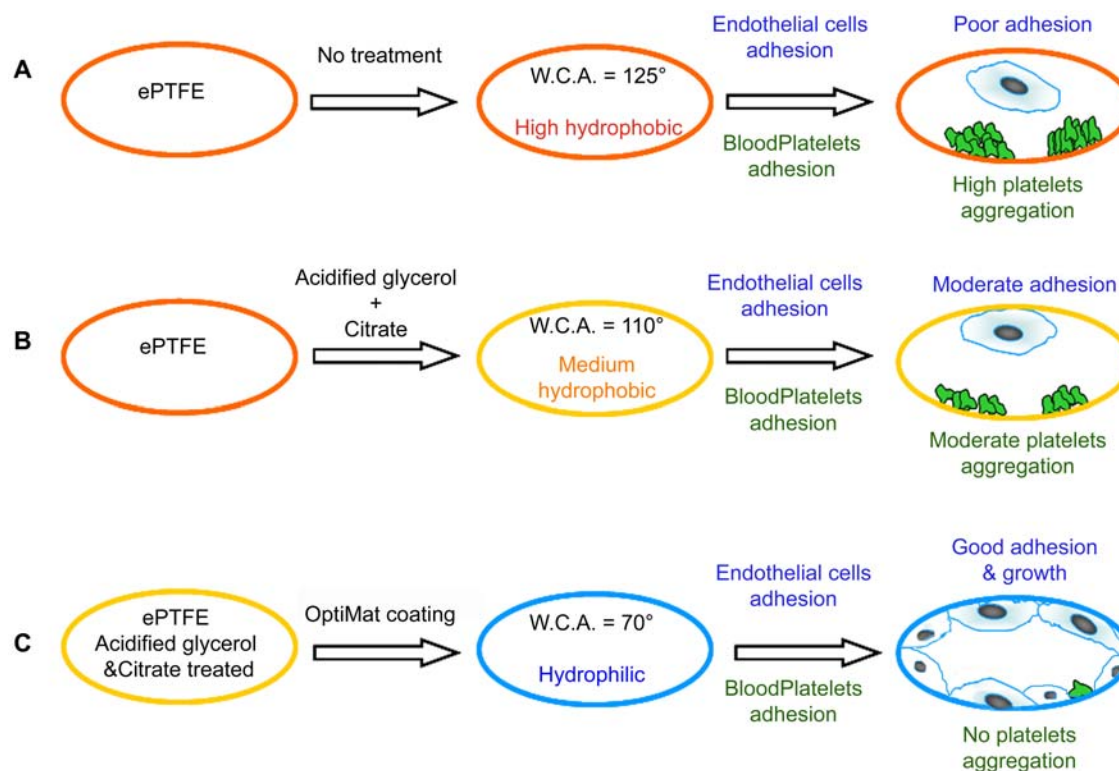 A
ePTFE
No treatment
W.C.A. = 125°
High hydrophobic
Endothelial cells
adhesion
BloodPlatelets
adhesion
Poor adhesion
High platelets
aggregation
B
ePTFE
Acidified glycerol
+
Citrate
W.C.A. = 110°
Medium
hydrophobic
Endothelial cells
adhesion
BloodPlatelets
adhesion
Moderate adhesion
Moderate platelets
aggregation
C
ePTFE
Acidified glycerol
&Citrate treated
OptiMat coating
W.C.A. = 70°
Hydrophilic
Endothelial cells
adhesion
BloodPlatelets
adhesion
Good adhesion
& growth
No platelets
aggregation